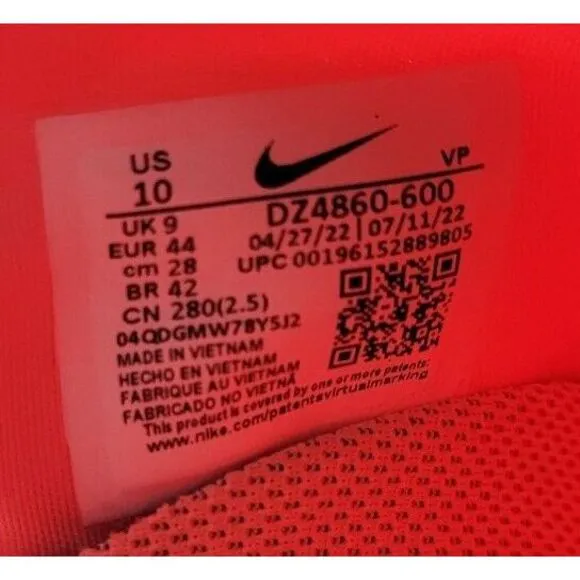 US
10
VP
UK 9
EUR 44
cm 28
BR 42
CN 280(2.5)
DZ4860-600
04/27/22 | 07/11/22
UPC 00196152889805
04QDGMW78Y5J2
MADE IN VIETNAM
HECHO EN VIETNAM
FABRIQUE AU VIETNAM
FABRICADO NO VIETNÃ
This product is covered by one or more patents
www.nike.com/patentsvirtualmarking